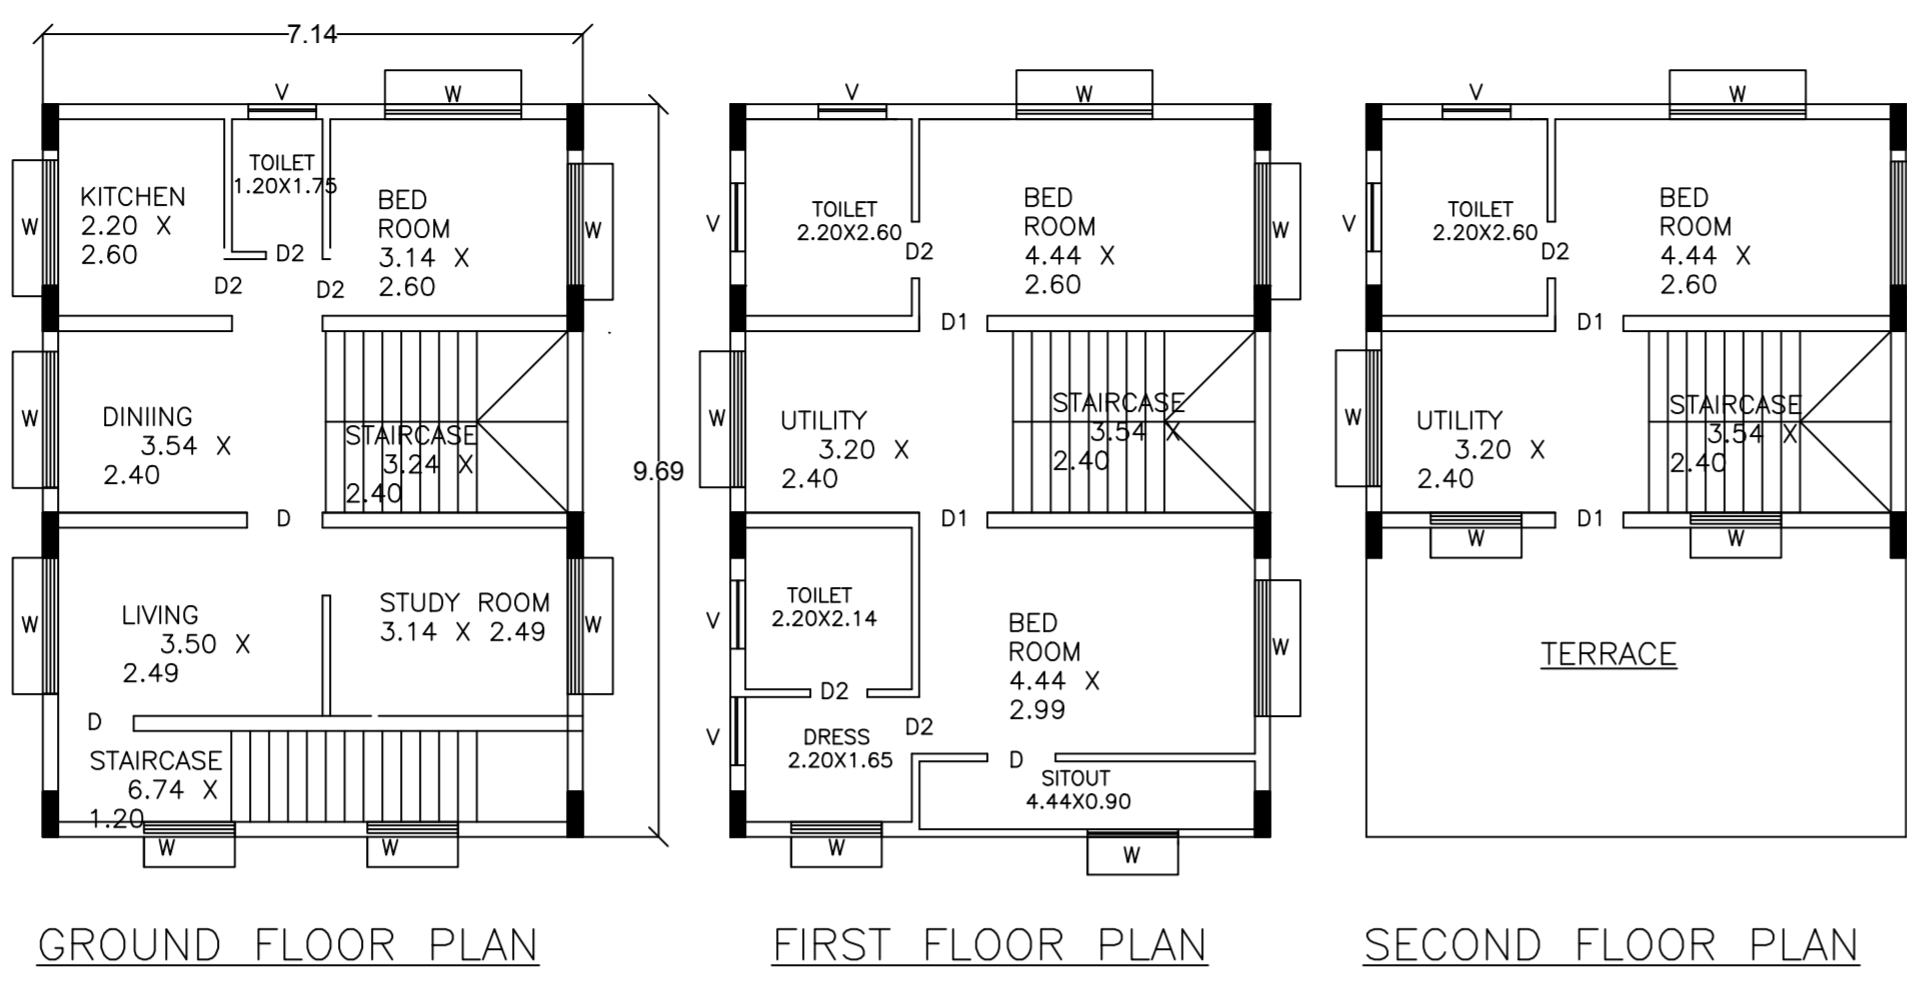 7.14
V
W
KITCHEN
2.20 X
2.60
TOILET
1.20X1.75
BED
ROOM
3.14 X
2.60
W
W
D2
D2
D2
DINIING
3.54 X
2.40
W
STAIRCASE
3.24 X
2.40
9.69
D
LIVING
3.50 X
2.49
W
STUDY ROOM
3.14 X 2.49
W
D
STAIRCASE
6.74 X
1.20
W
W
GROUND FLOOR PLAN
V
W
V
TOILET
2.20X2.60
D2
BED
ROOM
4.44 X
2.60
W
D1
W
UTILITY
3.20 X
2.40
STAIRCASE
3.54 X
2.40
D1
V
TOILET
2.20X2.14
D2
BED
ROOM
4.44 X
2.99
W
V
DRESS
2.20X1.65
D2
D
SITOUT
4.44X0.90
W
W
FIRST FLOOR PLAN
V
W
V
TOILET
2.20X2.60
D2
BED
ROOM
4.44 X
2.60
D1
W
UTILITY
3.20 X
2.40
STAIRCASE
3.54 X
2.40
D1
W
W
TERRACE
SECOND FLOOR PLAN